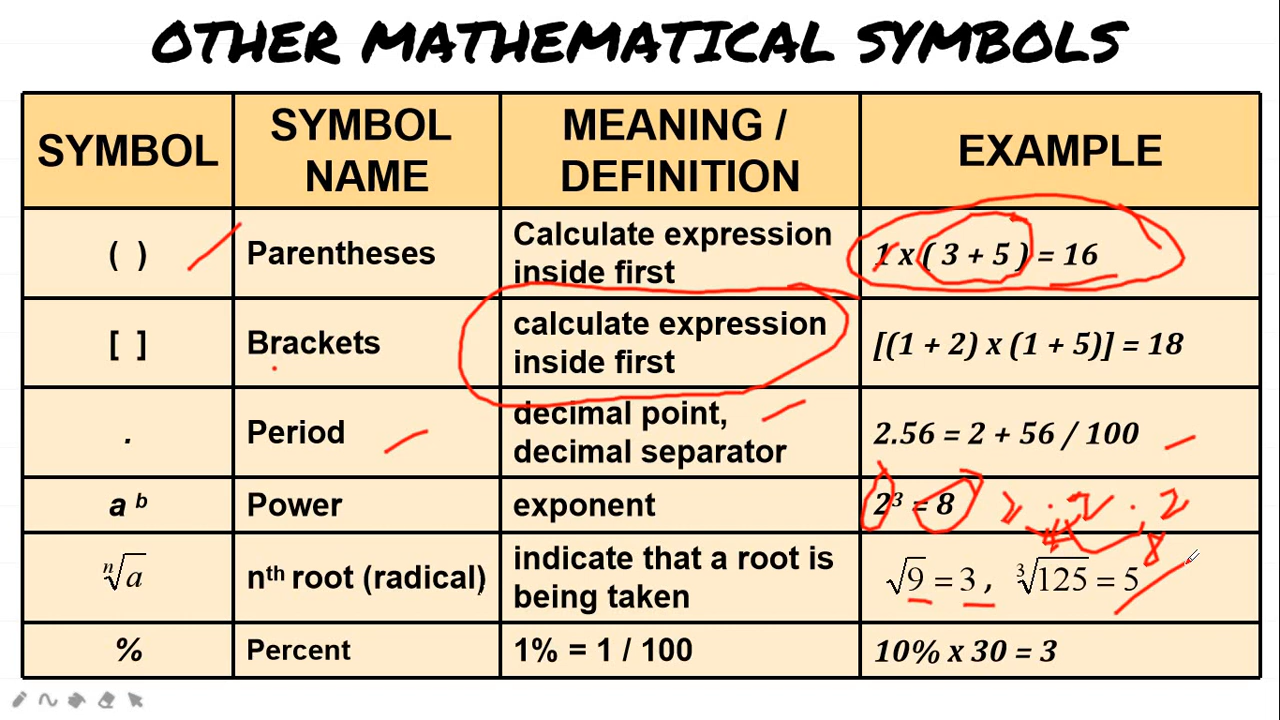 OTHER MATHEMATICAL SYMBOLS
SYMBOL
SYMBOL
NAME
MEANING /
DEFINITION
EXAMPLE
( )
Parentheses
Calculate expression
inside first
1 x ( 3 + 5 ) = 16
[ ]
Brackets
calculate expression
inside first
[(1 + 2) x (1 + 5)] = 18
.
Period
decimal point,
decimal separator
2.56 = 2 + 56 / 100
a ᵇ
Power
exponent
2³ = 8
2 · 2 · 2
4
8
ⁿ√a
nᵗʰ root (radical)
indicate that a root is
being taken
√9 = 3 , ³√125 = 5
%
Percent
1% = 1 / 100
10% x 30 = 3